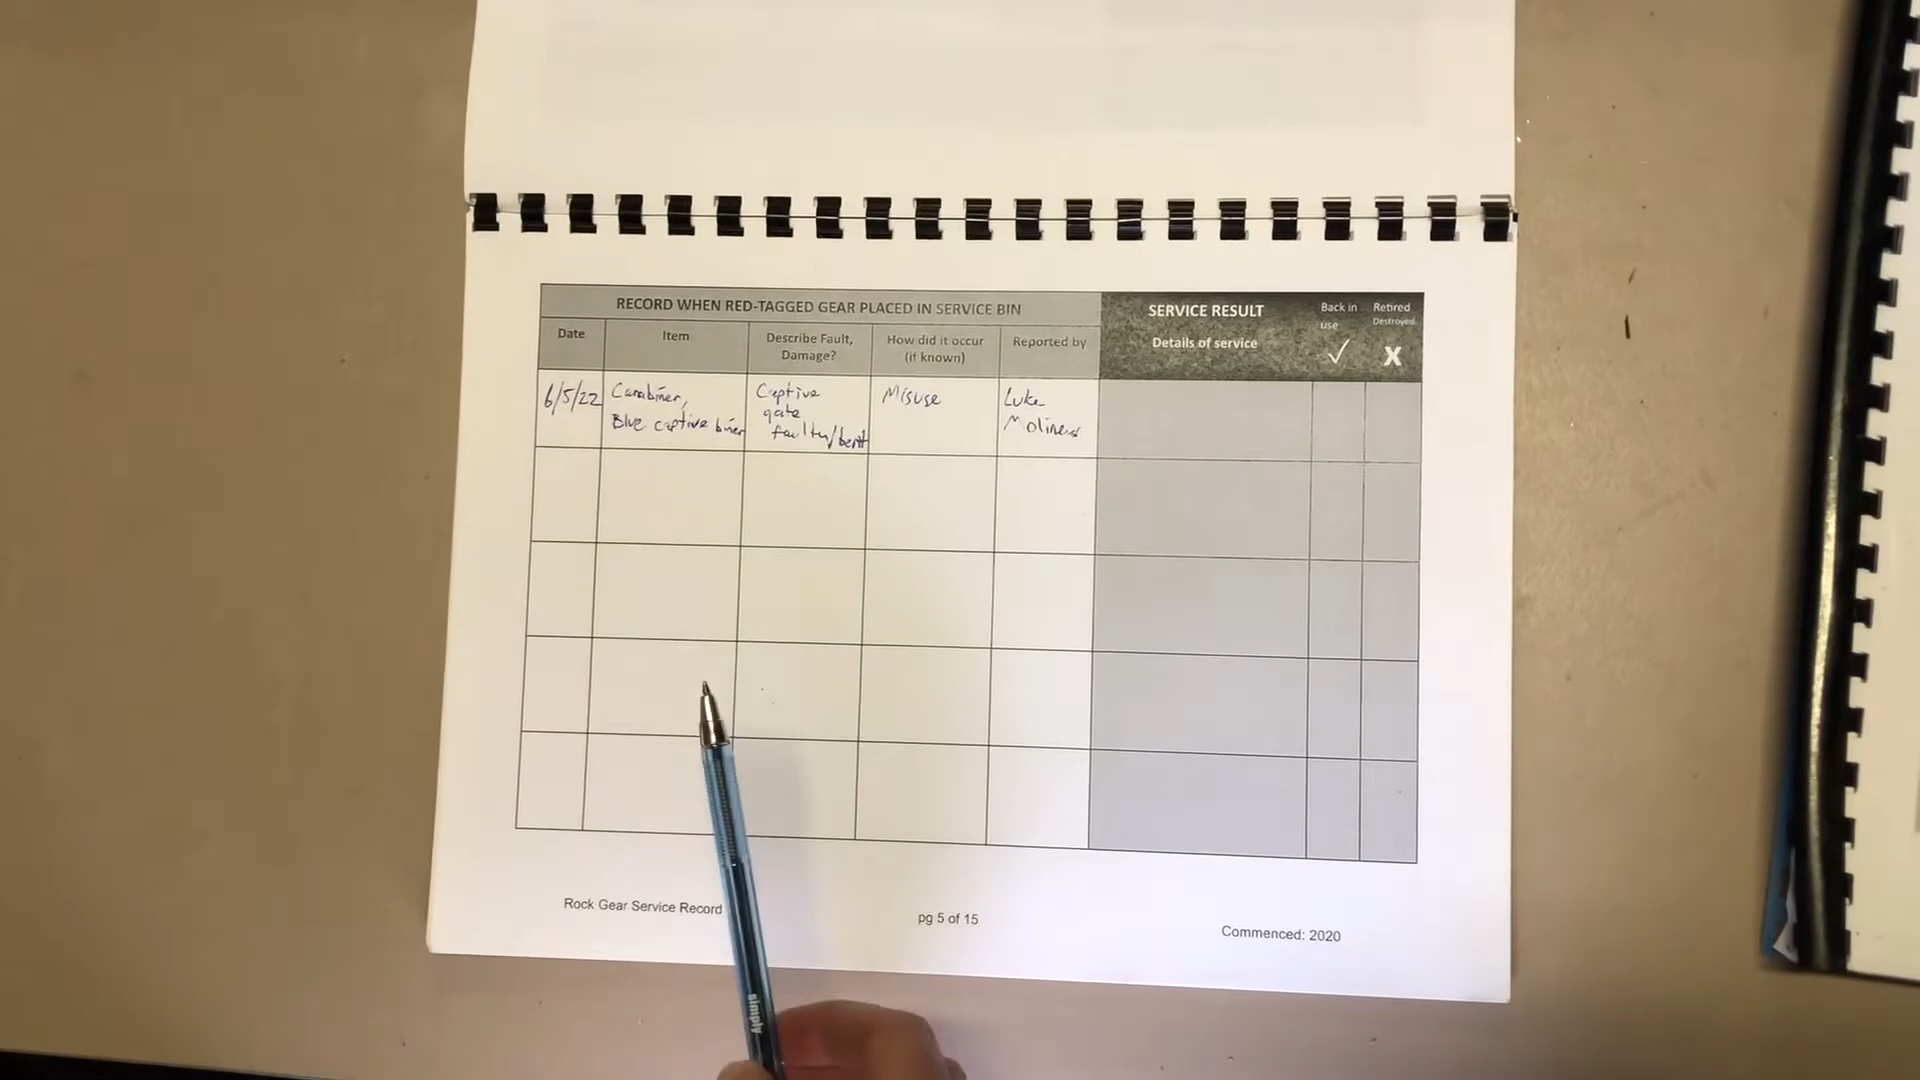 RECORD WHEN RED-TAGGED GEAR PLACED IN SERVICE BIN
SERVICE RESULT
Details of service
Back in
use
✓
Retired
Destroyed
X
Date
Item
Describe Fault,
Damage?
How did it occur
(if known)
Reported by
6/5/22
Carabiner,
Blue captive biner
Captive
gate
faulty/bent
Misuse
Luke
Rock Gear Service Record
pg 5 of 15
Commenced: 2020
simply